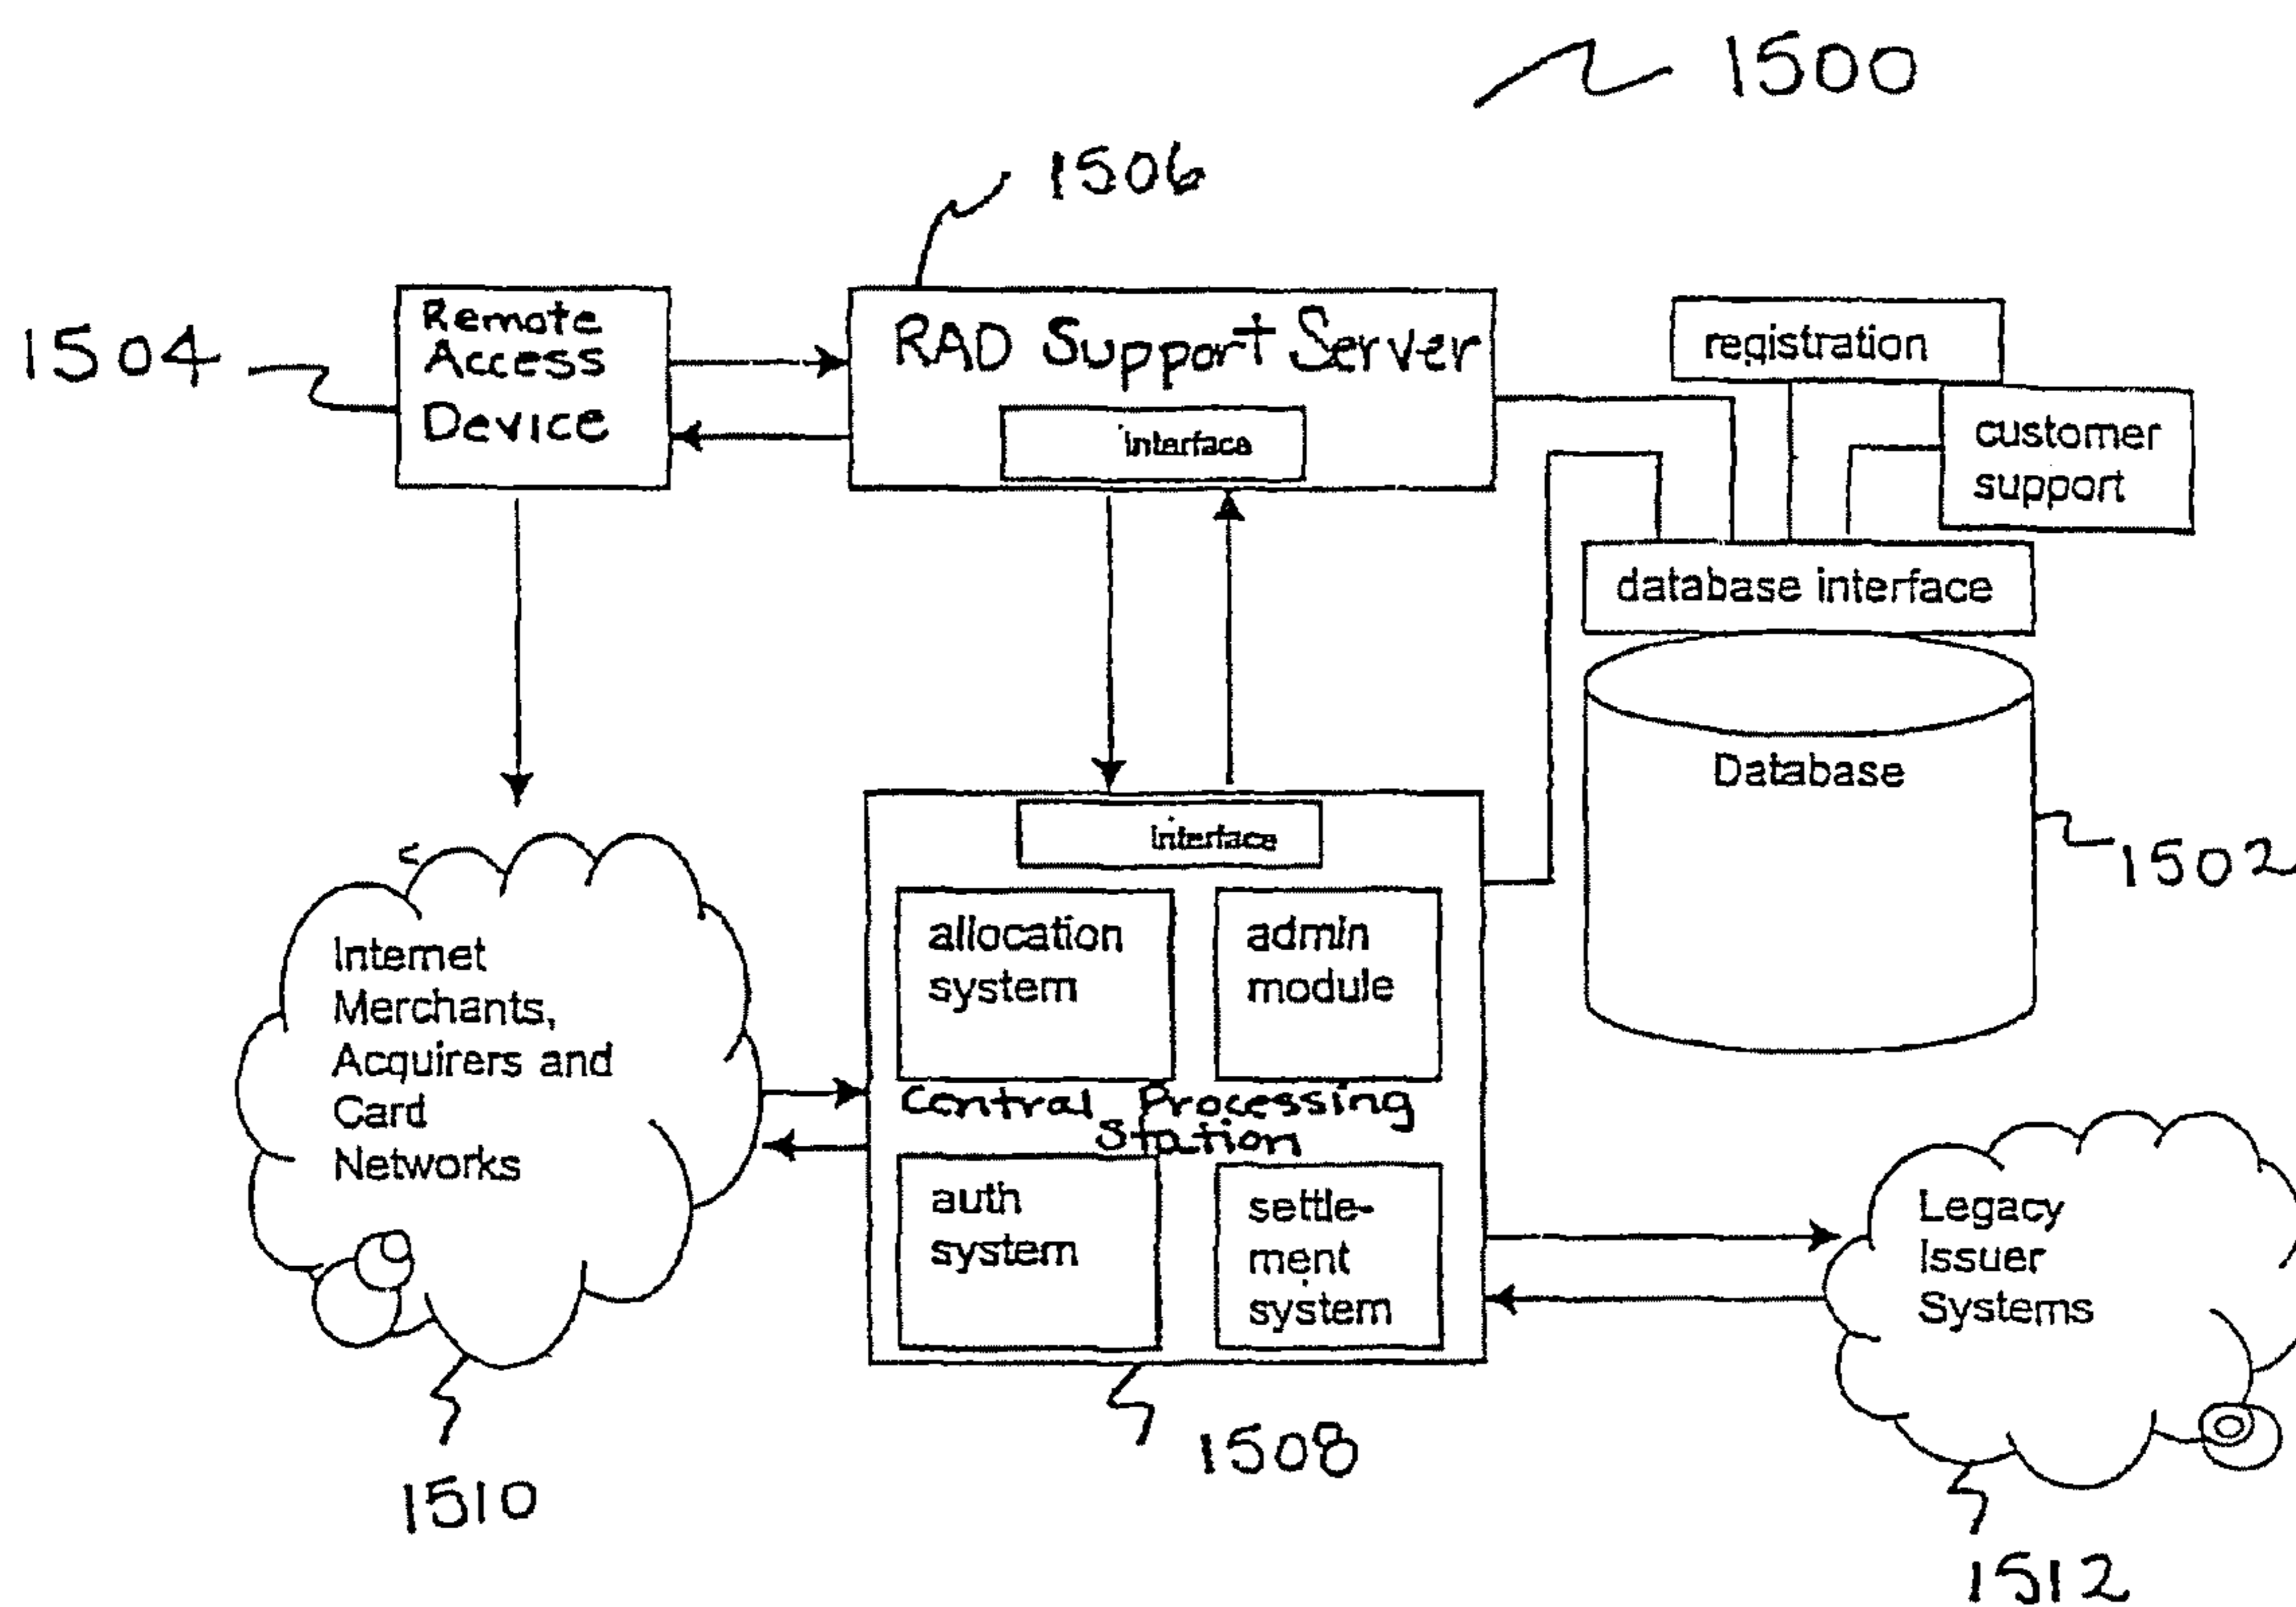 1500
1506
1504
Remote
Access
Device
RAD Support Server
interface
registration
customer
support
database interface
Database
1502
interface
allocation
system
admin
module
Central Processing
Station
auth
system
settle-
ment
system
Internet
Merchants,
Acquirers and
Card
Networks
Legacy
Issuer
Systems
1508
1510
1512